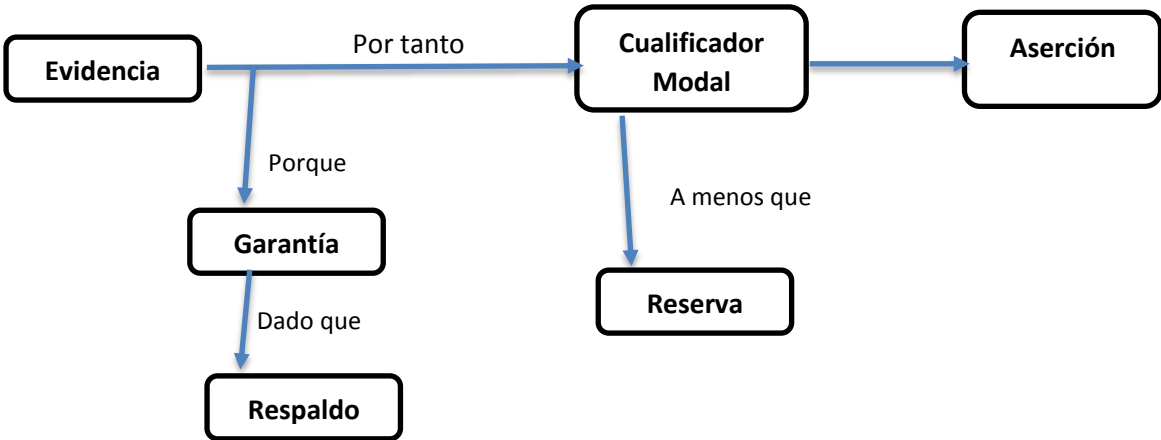 Evidencia
Por tanto
Cualificador
Modal
Aserción
Porque
A menos que
Garantía
Reserva
Dado que
Respaldo